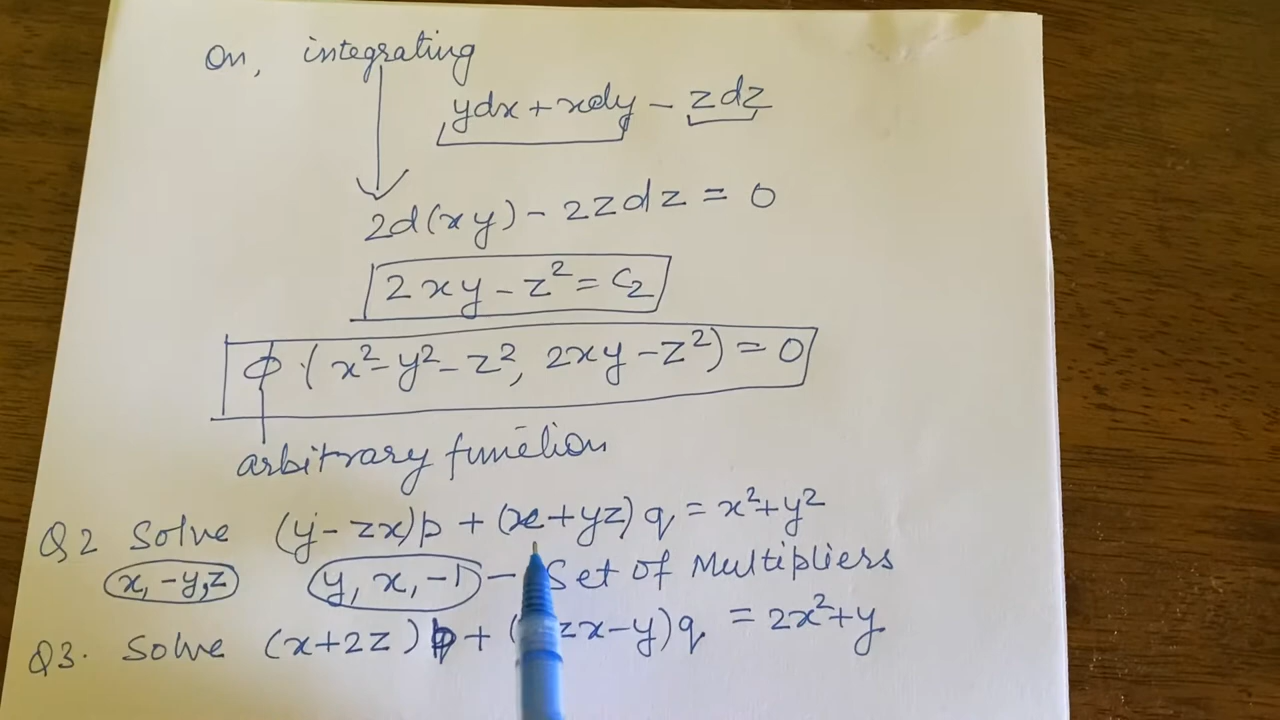 On, integrating
ydx + xdy - zdz
2d(xy) - 2zdz = 0
2xy - z² = C₂
ϕ · (x² - y² - z², 2xy - z²) = 0
arbitrary function
Q2 Solve (y - zx)p + (x + yz)q = x² + y²
x, -y, z y, x, -1 - Set of Multipliers
Q3. Solve (x + 2z)p + ( zx - y)q = 2x² + y